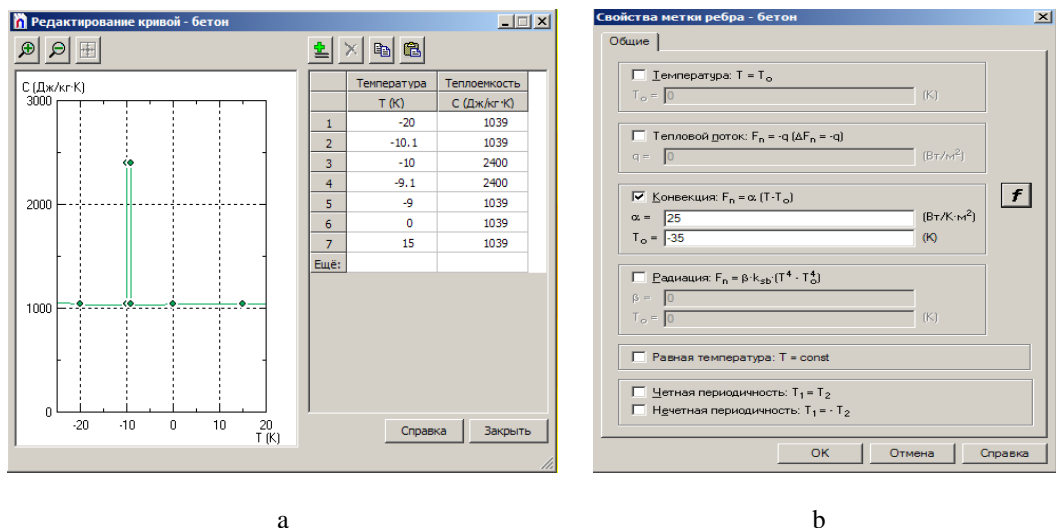 Редактирование кривой - бетон
C (Дж/кг·К)
3000
2000
1000
0
-20 -10 0 10 20
T (K)
Температура Теплоемкость
T (K) C (Дж/кг·К)
1 -20 1039
2 -10.1 1039
3 -10 2400
4 -9.1 2400
5 -9 1039
6 0 1039
7 15 1039
Ещё:
Справка Закрыть
a
Свойства метки ребра - бетон
Общие
Температура: T = To
To = 0 (K)
Тепловой поток: Fn = -q (ΔFn = -q)
q = 0 (Вт/м²)
Конвекция: Fn = α (T-To)
α = 25 (Вт/К·м²)
To = -35 (K)
f
Радиация: Fn = β·ksb·(T⁴ - To⁴)
β = 0
To = 0 (K)
Равная температура: T = const
Четная периодичность: T₁ = T₂
Нечетная периодичность: T₁ = - T₂
OK Отмена Справка
b